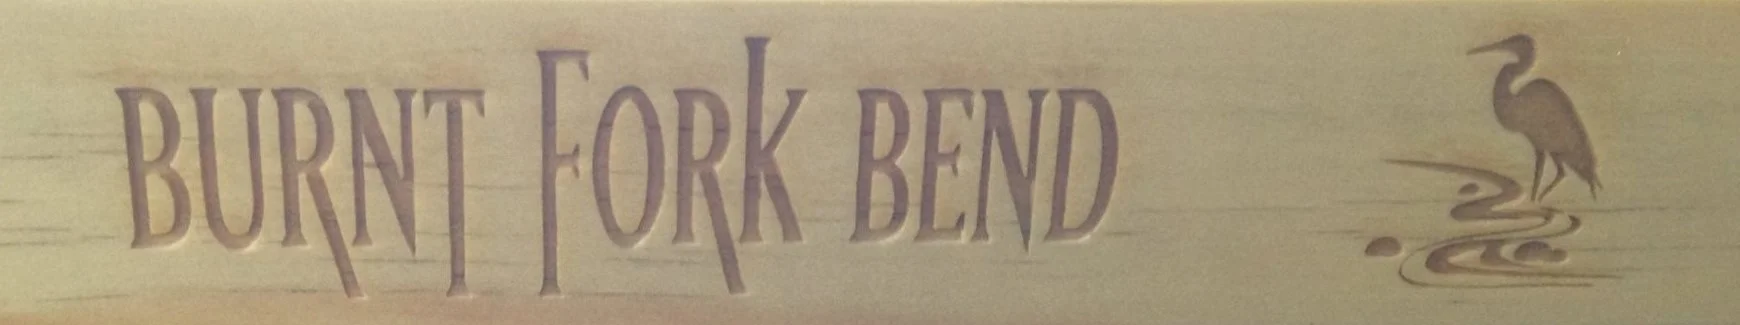 BURNT FORK BEND